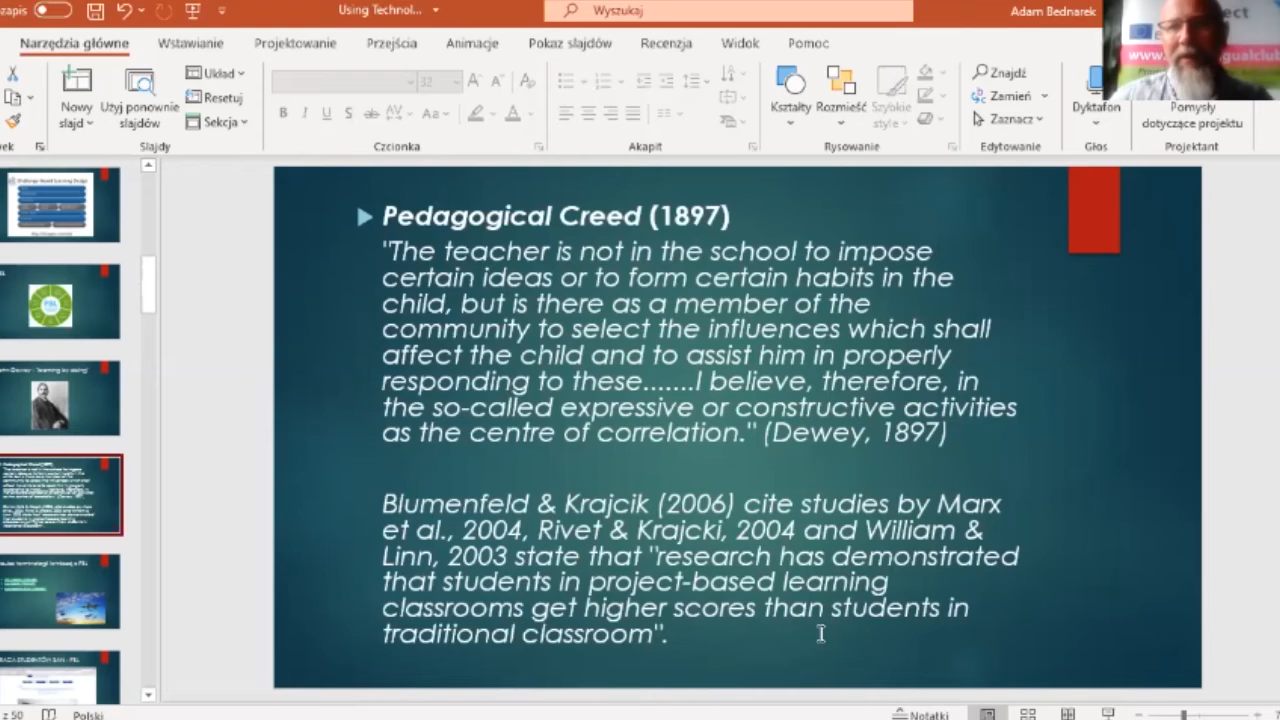 zapis
Using Technol...
Wyszukaj
Adam Bednarek
Narzędzia główne
Wstawianie
Projektowanie
Przejścia
Animacje
Pokaz slajdów
Recenzja
Widok
Pomoc
Nowy slajd
Użyj ponownie slajdów
Układ
Resetuj
Sekcja
Slajdy
32
Czcionka
Akapit
Kształty
Rozmieść
Szybkie style
Rysowanie
Znajdź
Zamień
Zaznacz
Edytowanie
Dyktafon
Głos
Pomysły dotyczące projektu
Projektant
Pedagogical Creed (1897)
"The teacher is not in the school to impose
certain ideas or to form certain habits in the
child, but is there as a member of the
community to select the influences which shall
affect the child and to assist him in properly
responding to these.......I believe, therefore, in
the so-called expressive or constructive activities
as the centre of correlation." (Dewey, 1897)
Blumenfeld & Krajcik (2006) cite studies by Marx
et al., 2004, Rivet & Krajcki, 2004 and William &
Linn, 2003 state that "research has demonstrated
that students in project-based learning
classrooms get higher scores than students in
traditional classroom".
z 50
Polski
Notatki